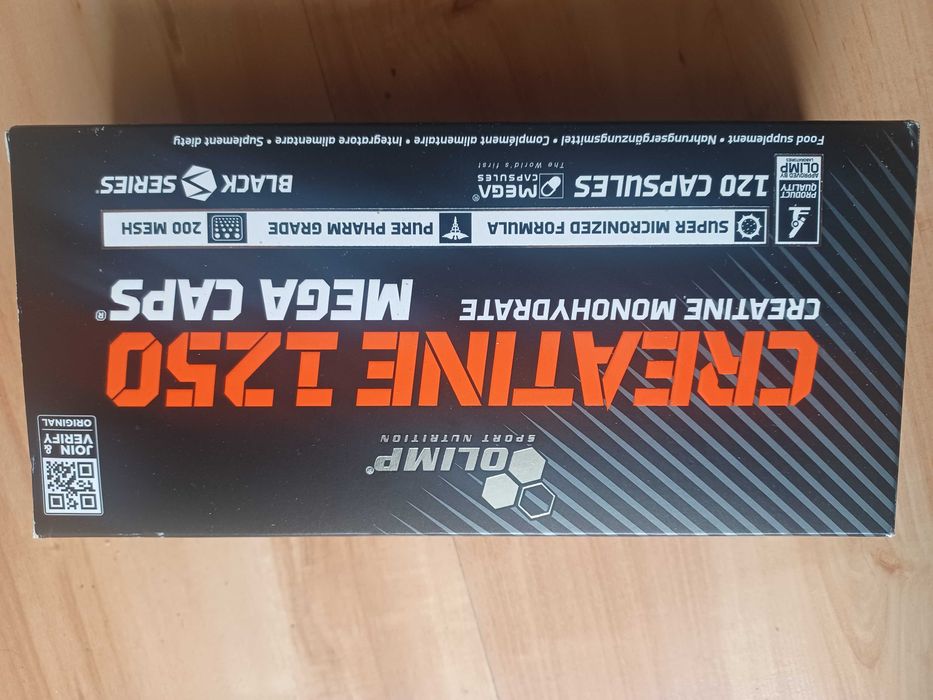 OLIMP®
SPORT NUTRITION
JOIN
& VERIFY
ORIGINAL
CREATINE 1250
CREATINE MONOHYDRATE
MEGA CAPS®
SUPER MICRONIZED FORMULA
PURE PHARM GRADE
200 MESH
PRODUCT
QUALITY
APPROVED BY
OLIMP
LABORATORIES
120 CAPSULES
MEGA®
CAPSULES
The World's first
BLACK SERIES®
Food supplement • Nahrungsergänzungsmittel • Complément alimentaire • Integratore alimentare • Suplement diety